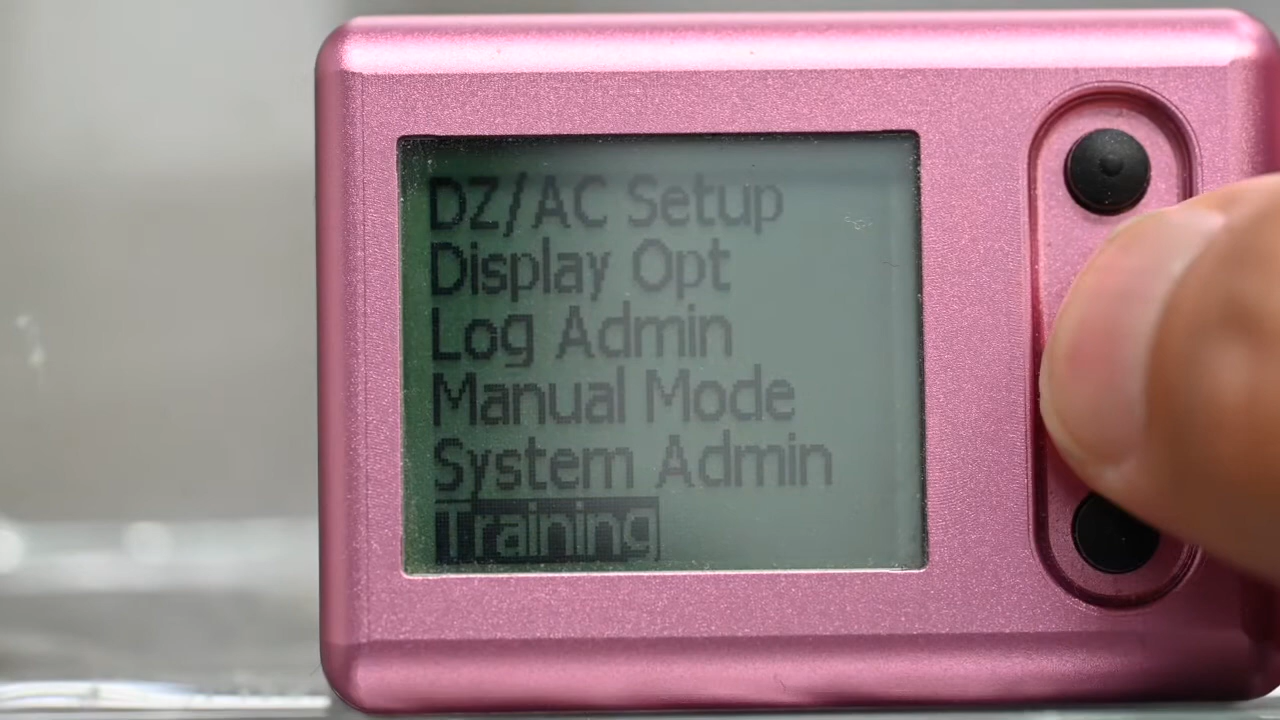 DZ/AC Setup
Display Opt
Log Admin
Manual Mode
System Admin
Training